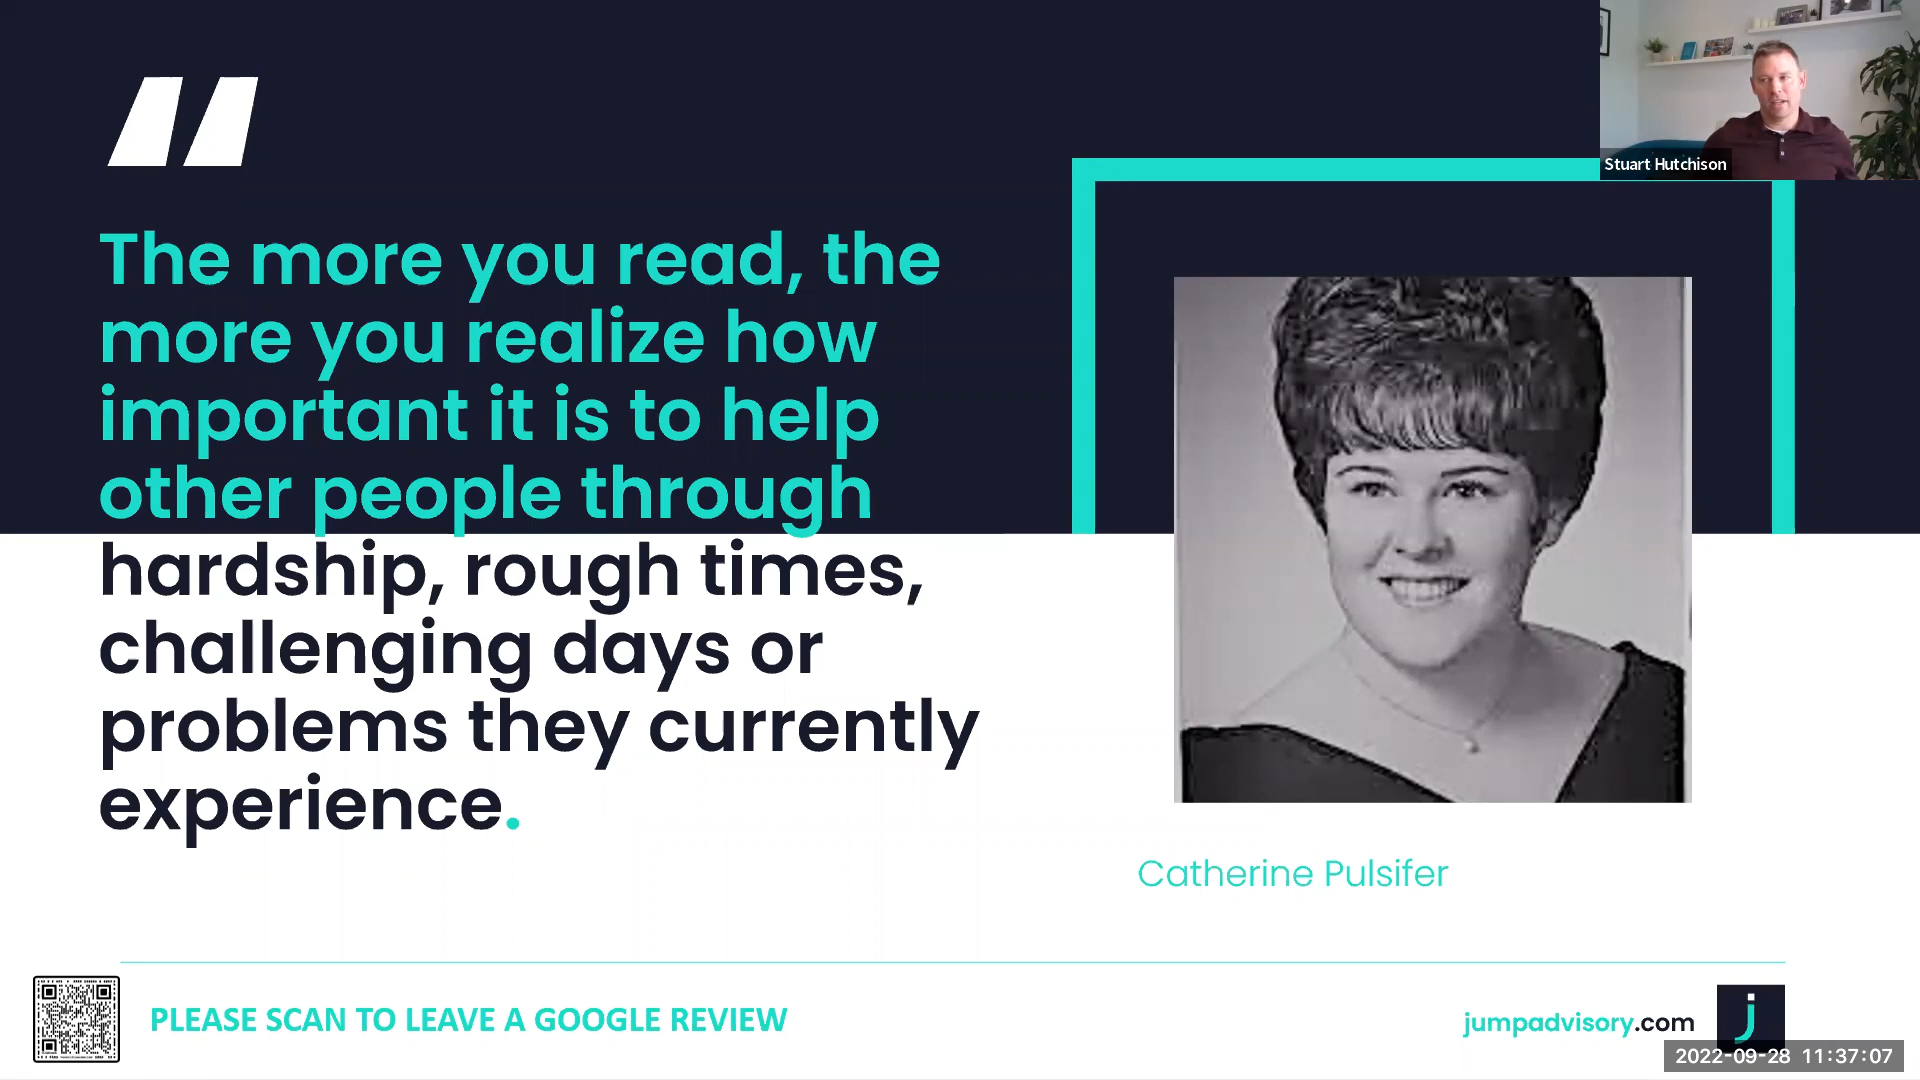 Stuart Hutchison
The more you read, the
more you realize how
important it is to help
other people through
hardship, rough times,
challenging days or
problems they currently
experience.
Catherine Pulsifer
PLEASE SCAN TO LEAVE A GOOGLE REVIEW
jumpadvisory.com
j
2022-09-28 11:37:07